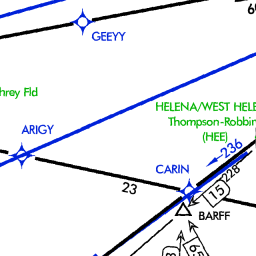 GEEYY
hrey Fld
HELENA/WEST HELE
Thompson-Robbin
(HEE)
ARIGY
236
228
CARIN
23
15
BARFF